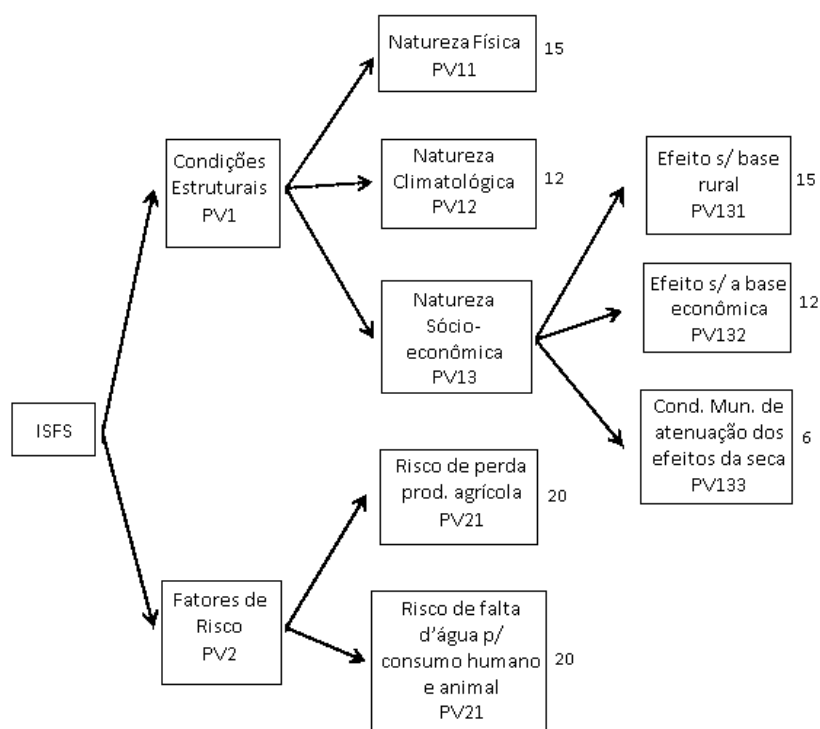 Natureza Física
PV11
15
Condições
Estruturais
PV1
Natureza
Climatológica
PV12
12
Efeito s/ base
rural
PV131
15
Natureza
Sócio-
econômica
PV13
Efeito s/ a base
econômica
PV132
12
Cond. Mun. de
atenuação dos
efeitos da seca
PV133
6
ISFS
Risco de perda
prod. agrícola
PV21
20
Fatores de
Risco
PV2
Risco de falta
d'água p/
consumo humano
e animal
PV21
20